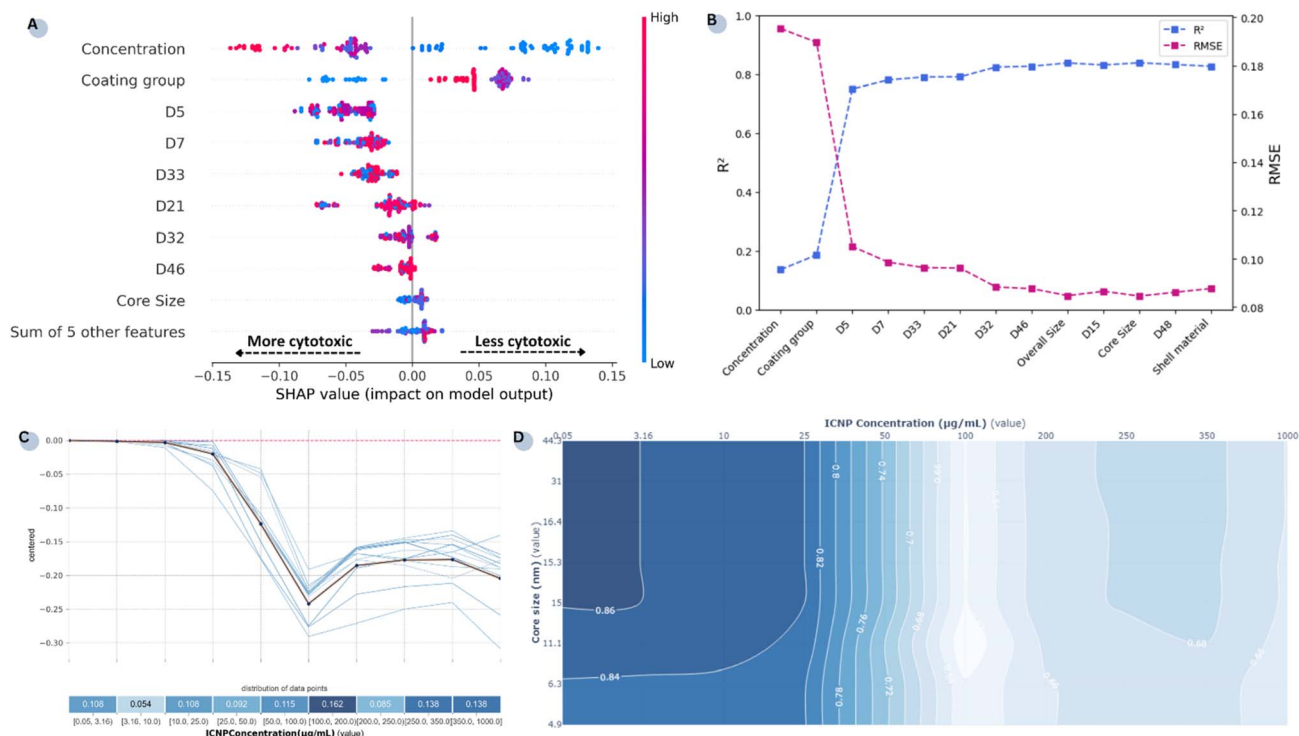 A
High
Concentration
Coating group
D5
D7
D33
D21
D32
D46
Core Size
Sum of 5 other features
More cytotoxic
Less cytotoxic
Low
−0.15
−0.10
−0.05
0.00
0.05
0.10
0.15
SHAP value (impact on model output)
B
1.0
0.8
0.6
0.4
0.2
0.0
R²
R²
RMSE
0.20
0.18
0.16
0.14
0.12
0.10
0.08
RMSE
Concentration
Coating group
D5
D7
D33
D21
D32
D46
Overall Size
D15
Core Size
D48
Shell material
C
0.00
−0.05
−0.10
−0.15
−0.20
−0.25
−0.30
centered
distribution of data points
0.108 0.054 0.108 0.092 0.115 0.162 0.085 0.138 0.138
[0.05, 3.16) [3.16, 10.0) [10.0, 25.0) [25.0, 50.0) [50.0, 100.0) [100.0, 200.0) [200.0, 250.0) [250.0, 350.0) [350.0, 1000.0]
ICNPConcentration(μg/mL) (value)
D
ICNP Concentration (μg/mL) (value)
0.05 3.16 10 25 50 100 200 250 350 1000
44.3
31
16.4
15.3
15
11.1
6.3
4.9
Core size (nm) (value)
0.86
0.84
0.82
0.8
0.78
0.76
0.74
0.72
0.7
0.68
0.66
0.68